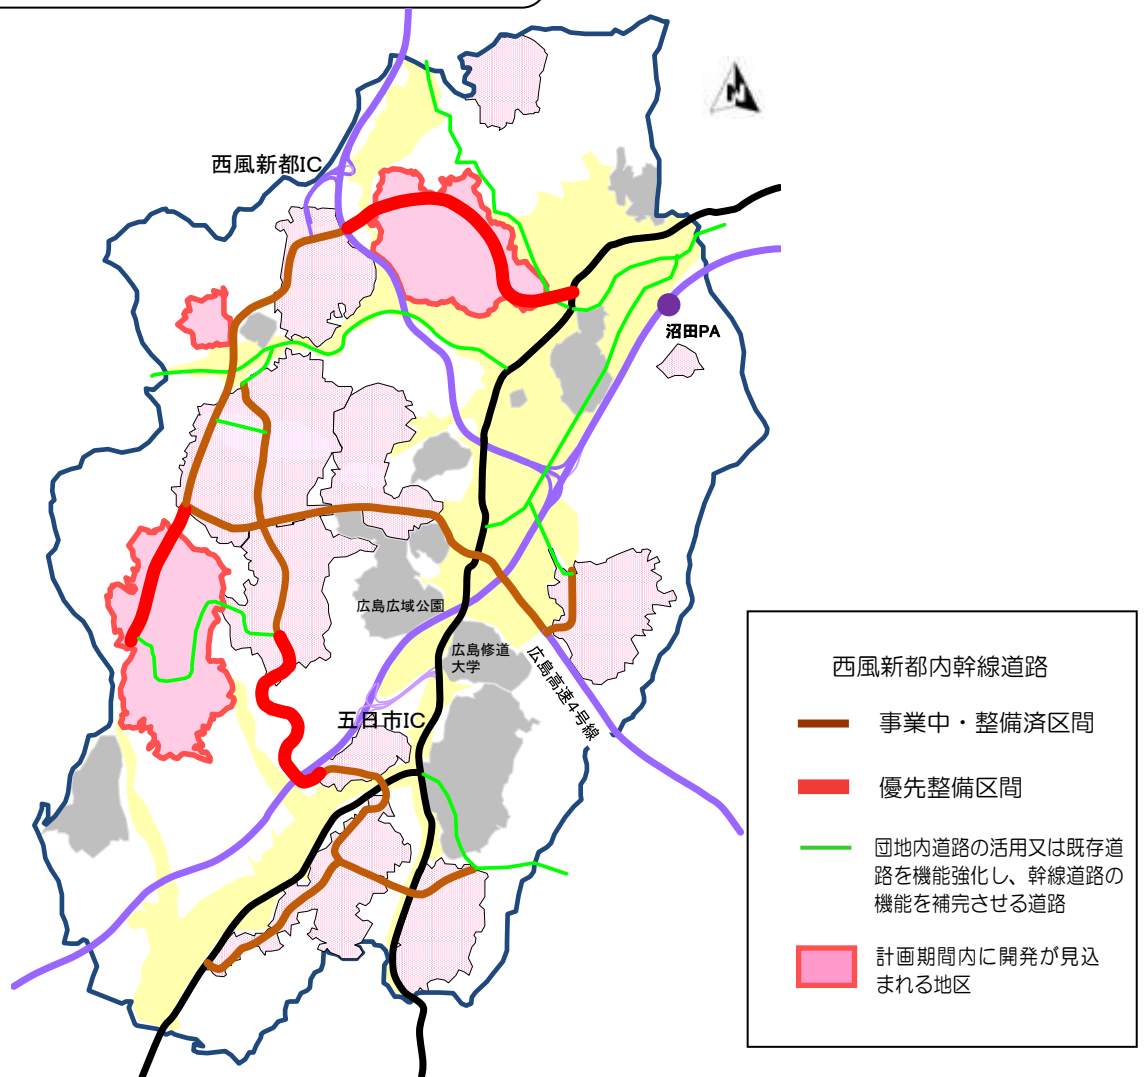 N
西風新都IC
沼田PA
広島広域公園
広島修道
大学
広島高速4号線
五日市IC
西風新都内幹線道路
事業中・整備済区間
優先整備区間
団地内道路の活用又は既存道
路を機能強化し、幹線道路の
機能を補完させる道路
計画期間内に開発が見込
まれる地区